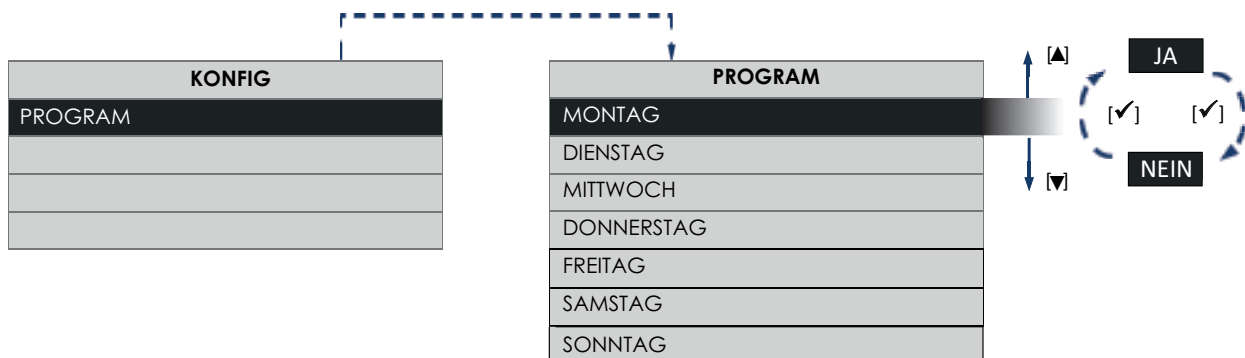 KONFIG
PROGRAM
PROGRAM
MONTAG
DIENSTAG
MITTWOCH
DONNERSTAG
FREITAG
SAMSTAG
SONNTAG
[▲]
JA
[✓] [✓]
NEIN
[▼]